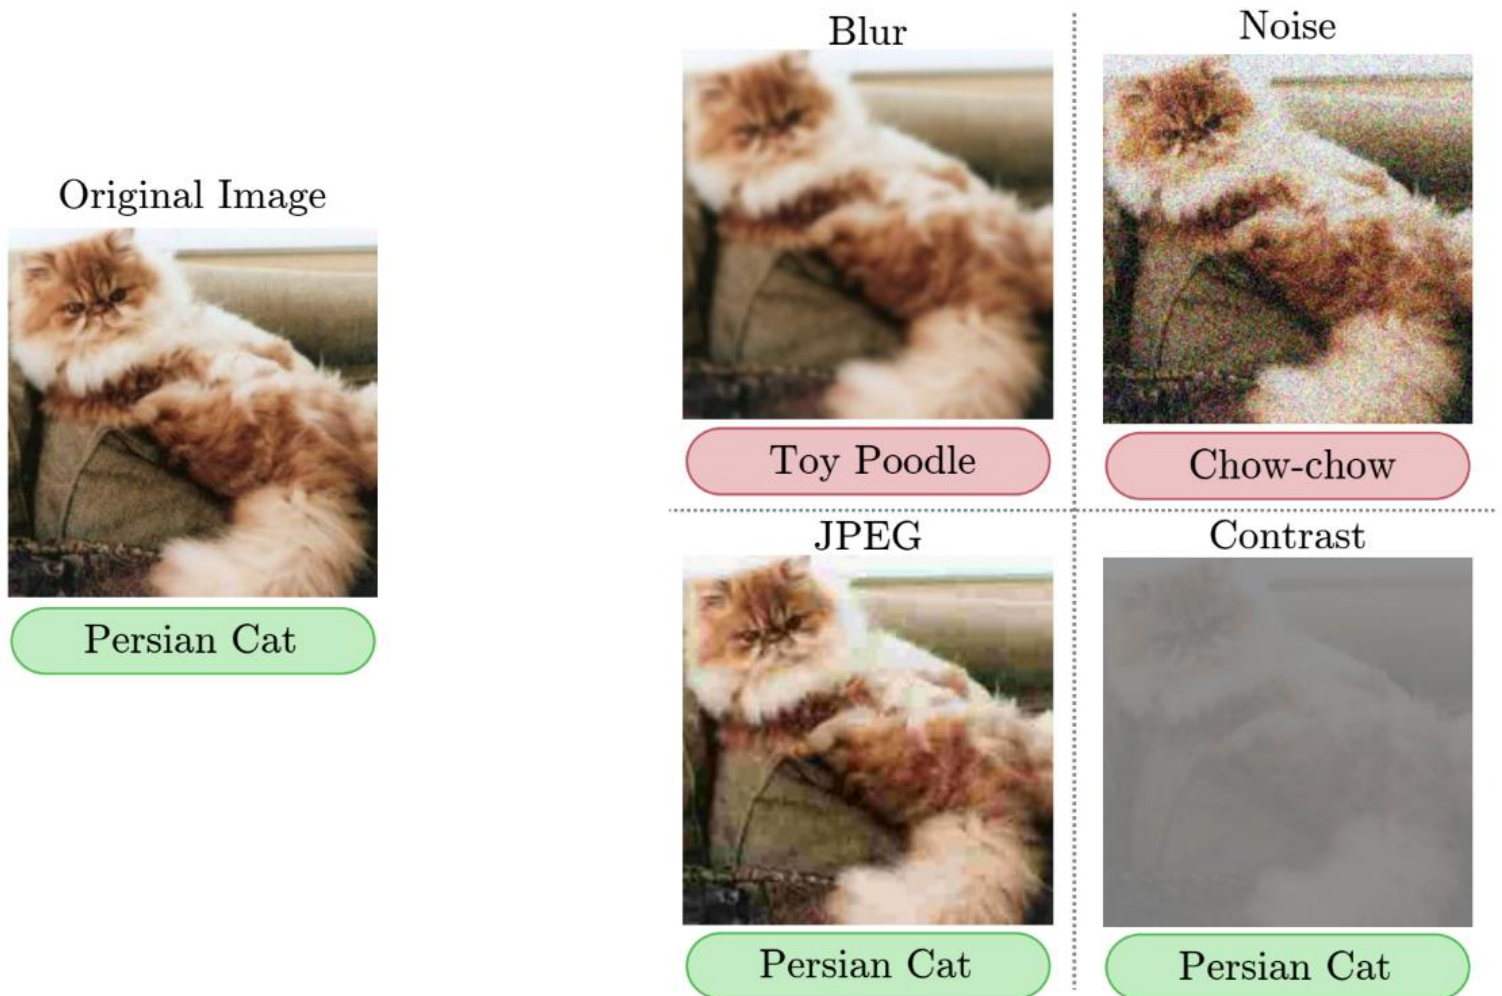 Original Image
Persian Cat
Blur
Toy Poodle
Noise
Chow-chow
JPEG
Persian Cat
Contrast
Persian Cat